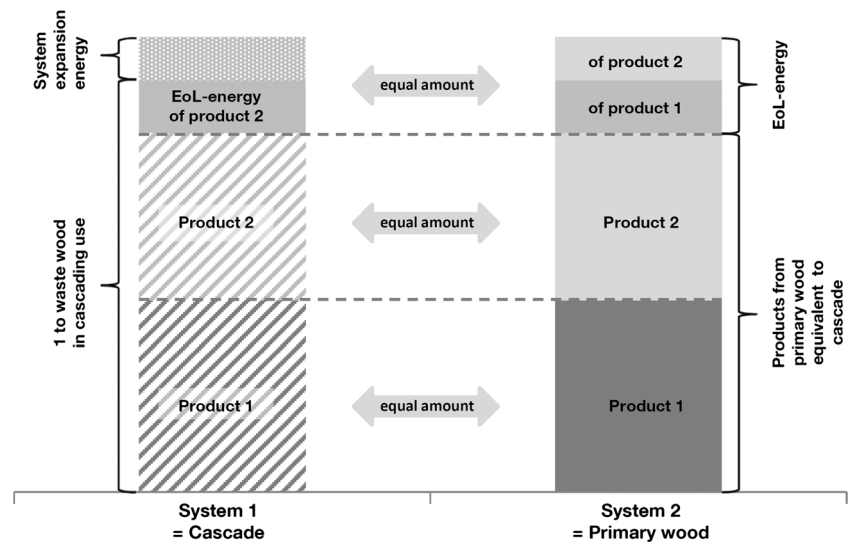 System
expansion
energy
EoL-energy
of product 2
equal amount
of product 2
of product 1
EoL-energy
1 to waste wood
in cascading use
Product 2
equal amount
Product 2
Products from
primary wood
equivalent to
cascade
Product 1
equal amount
Product 1
System 1
= Cascade
System 2
= Primary wood